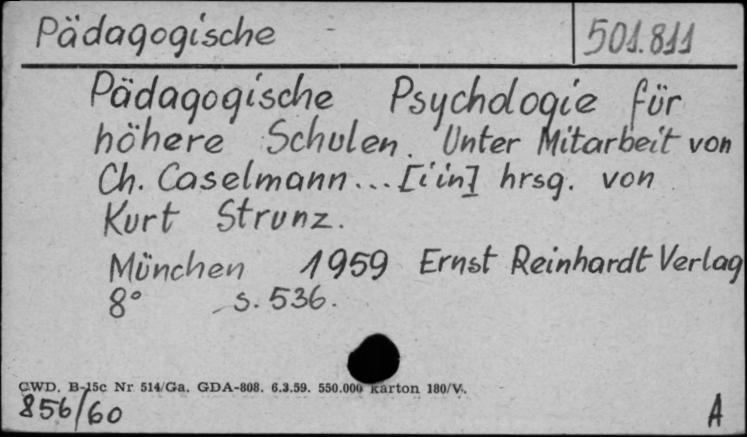 Pädagogische 501.811
Pädagogische Psychologie für
höhere Schulen. Unter Mitarbeit von
Ch. Caselmann... [i in] hrsg. von
Kurt Strunz.
München 1959 Ernst Reinhardt Verlag
8° s. 536.
CWD. B-15c Nr 514/Ga. GDA-808. 6.3.59. 550.000 karton 180/V.
856/60 A